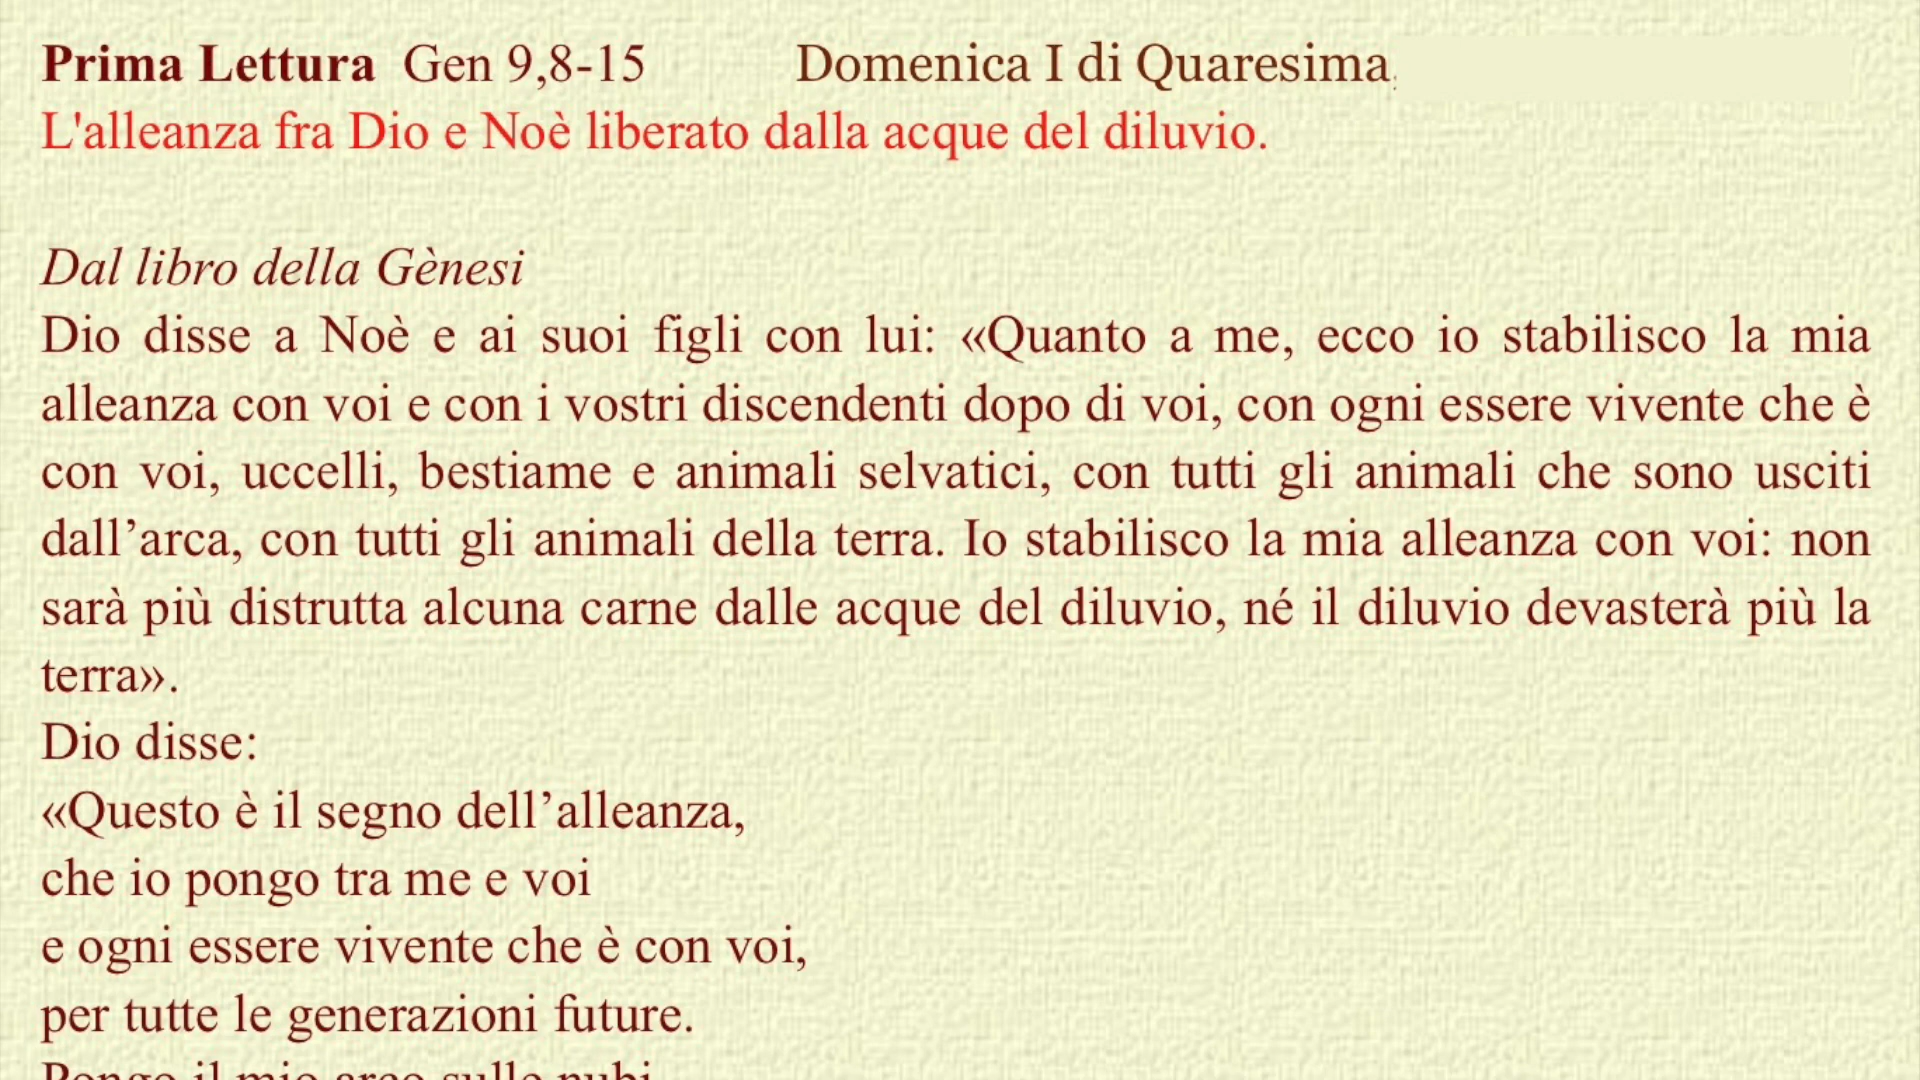 Prima Lettura Gen 9,8-15 Domenica I di Quaresima
L'alleanza fra Dio e Noè liberato dalla acque del diluvio.
Dal libro della Gènesi
Dio disse a Noè e ai suoi figli con lui: «Quanto a me, ecco io stabilisco la mia
alleanza con voi e con i vostri discendenti dopo di voi, con ogni essere vivente che è
con voi, uccelli, bestiame e animali selvatici, con tutti gli animali che sono usciti
dall’arca, con tutti gli animali della terra. Io stabilisco la mia alleanza con voi: non
sarà più distrutta alcuna carne dalle acque del diluvio, né il diluvio devasterà più la
terra».
Dio disse:
«Questo è il segno dell’alleanza,
che io pongo tra me e voi
e ogni essere vivente che è con voi,
per tutte le generazioni future.
Pongo il mio arco sulle nubi